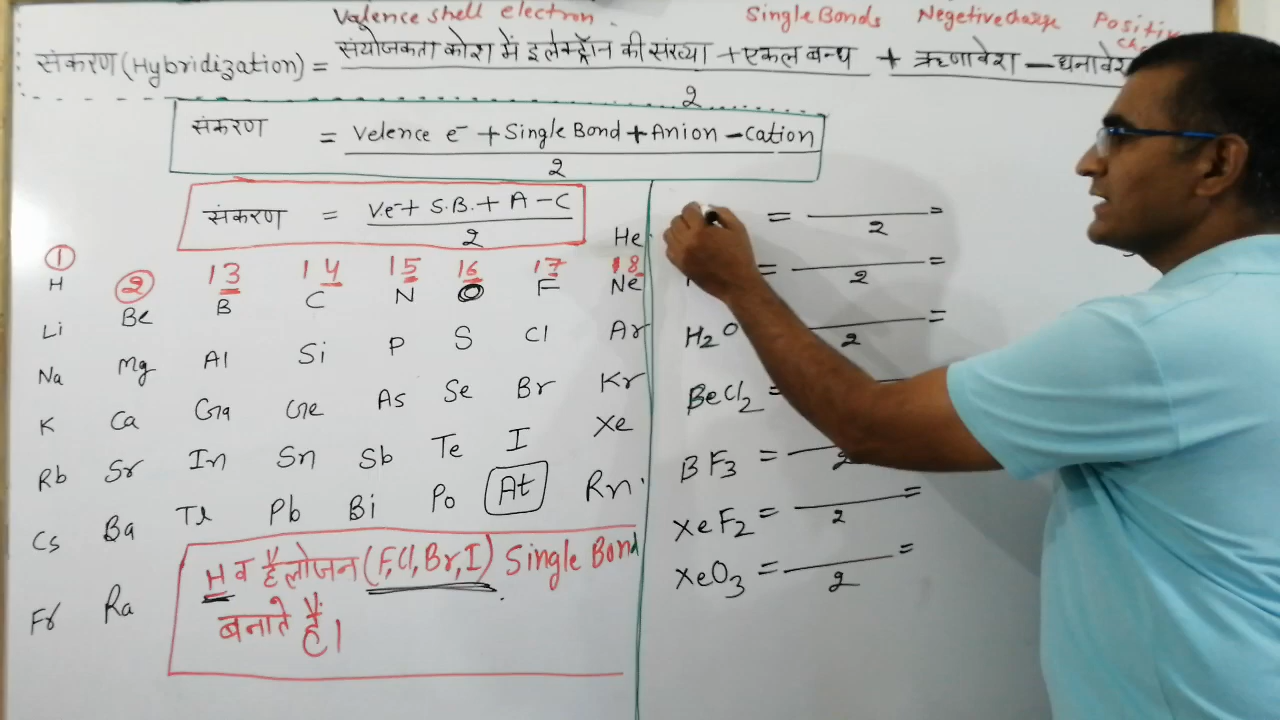 Valence shell electron. Single Bonds Negetive charge Positive
संकरण (Hybridization) = संयोजकता कोश में इलेक्ट्रॉन की संख्या + एकल बन्ध + ऋणावेश - धनावेश
2
संकरण = Velence e⁻ + Single Bond + Anion - Cation
2
संकरण = V.e⁻ + S.B. + A - C
2
1 2 13 14 15 16 17 18
He
H Be B C N O F Ne
Li Mg Al Si P S Cl Ar
Na Ca Ga Ge As Se Br Kr
K Sr In Sn Sb Te I Xe
Rb Ba Tl Pb Bi Po At Rn
Cs Ra
Fr
H व हैलोजन (F, Cl, Br, I) Single Bond
बनाते हैं।
= 2 =
= 2 =
H₂O 2 =
BeCl₂ =
BF₃ = 2
XeF₂ = 2 =
XeO₃ = 2 =